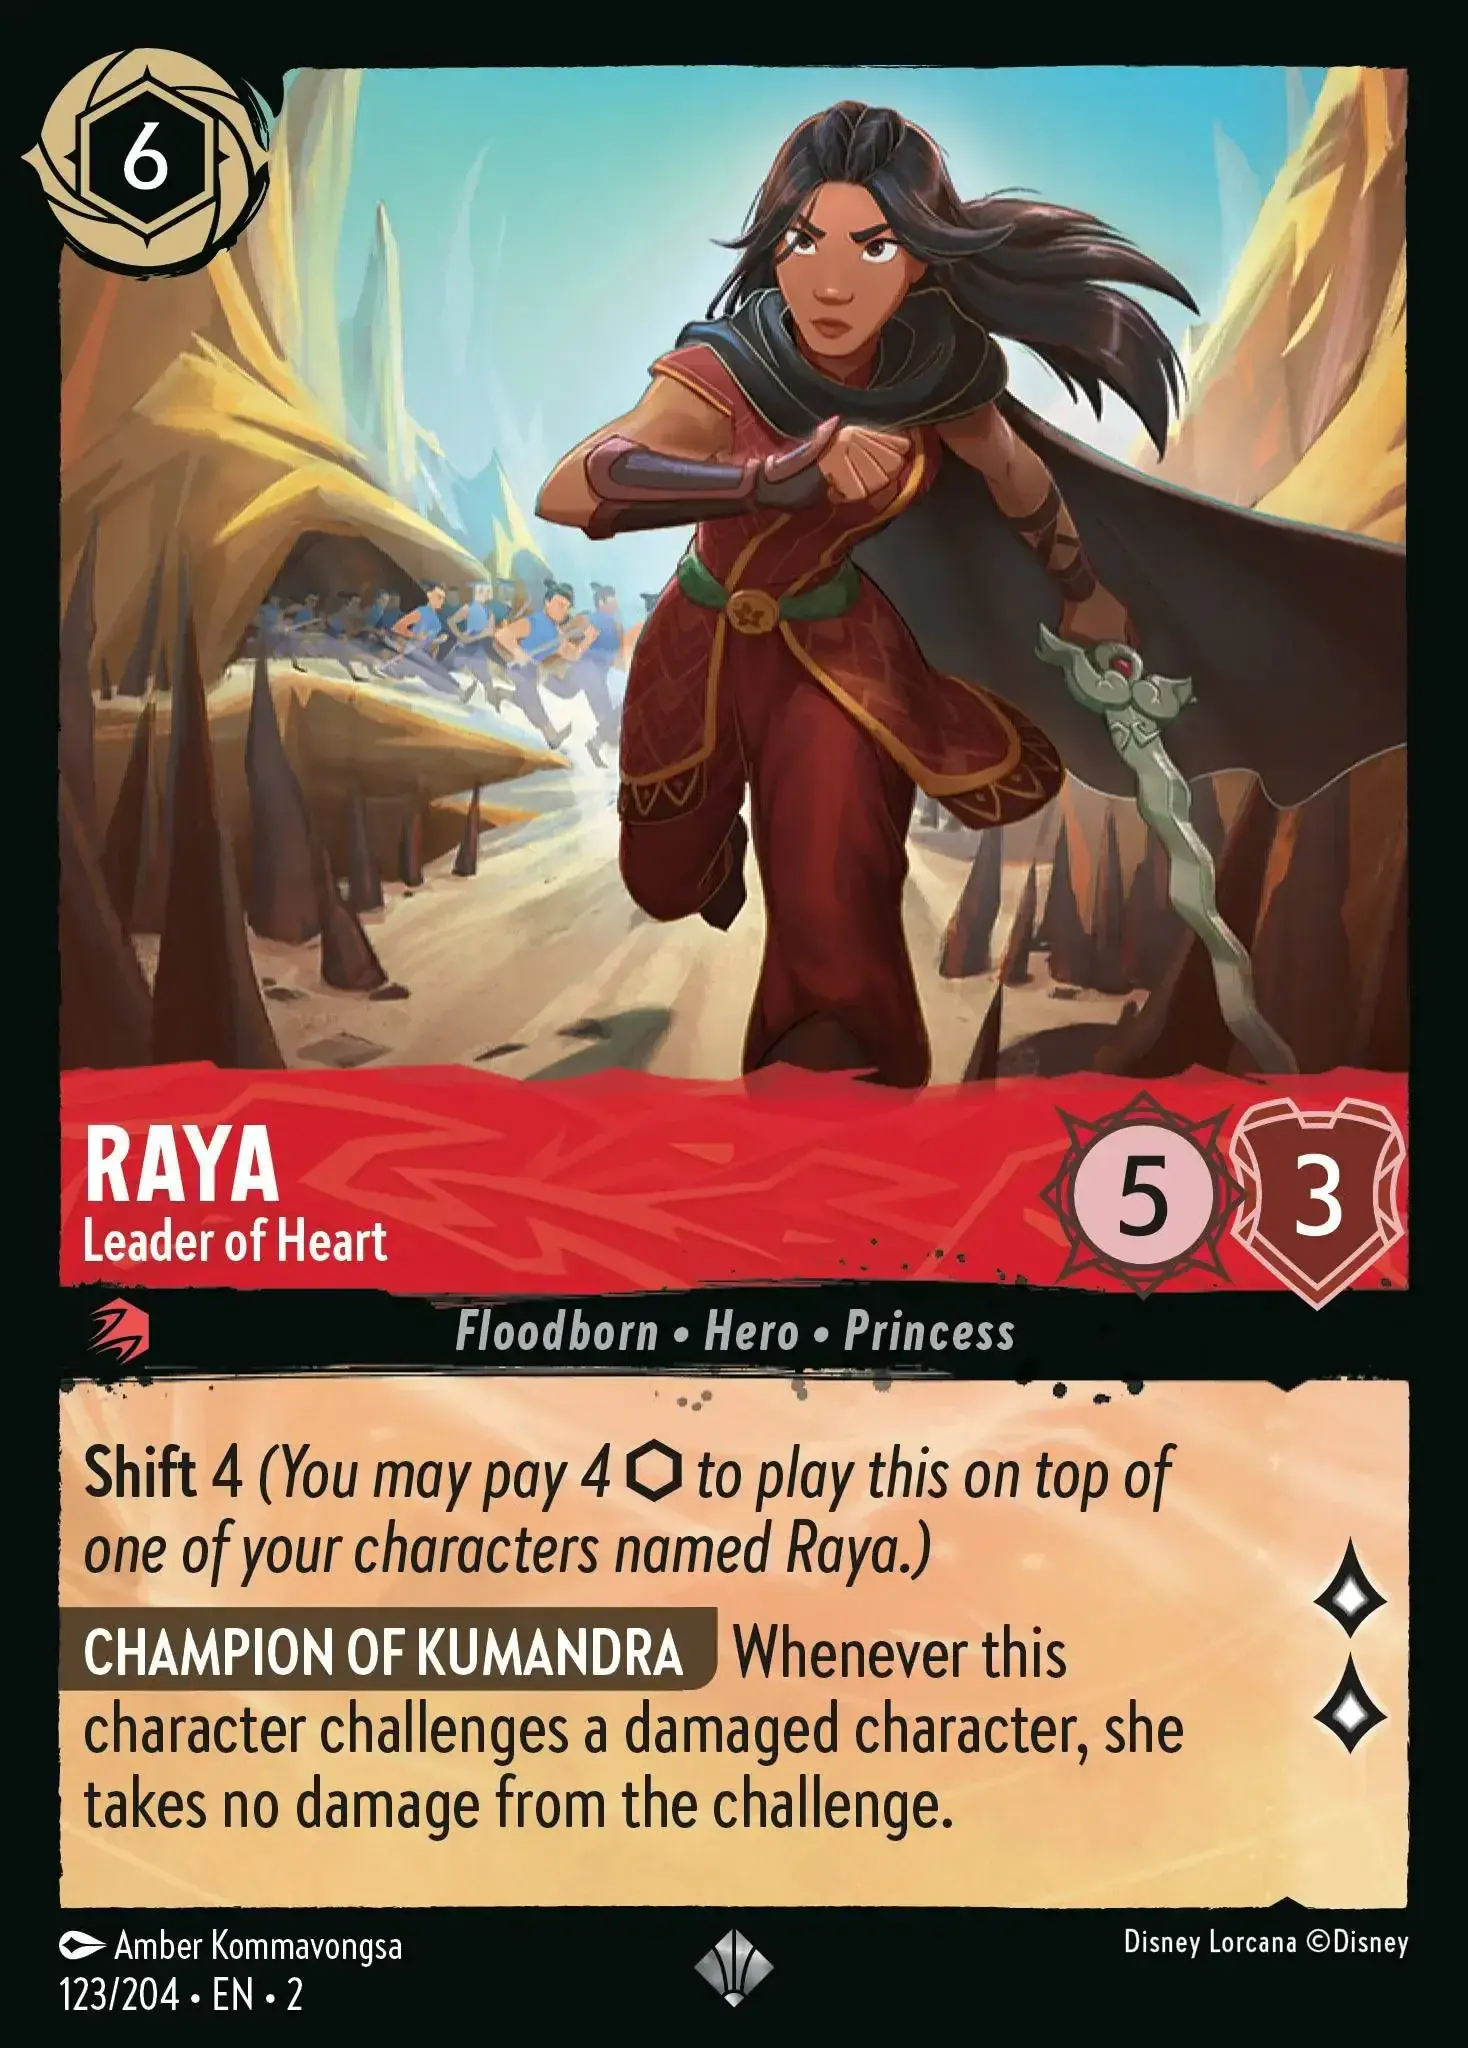 6
RAYA
Leader of Heart
5
3
Floodborn • Hero • Princess
Shift 4 (You may pay 4 ⬡ to play this on top of
one of your characters named Raya.)
CHAMPION OF KUMANDRA Whenever this
character challenges a damaged character, she
takes no damage from the challenge.
Amber Kommavongsa
123/204 • EN • 2
Disney Lorcana ©Disney